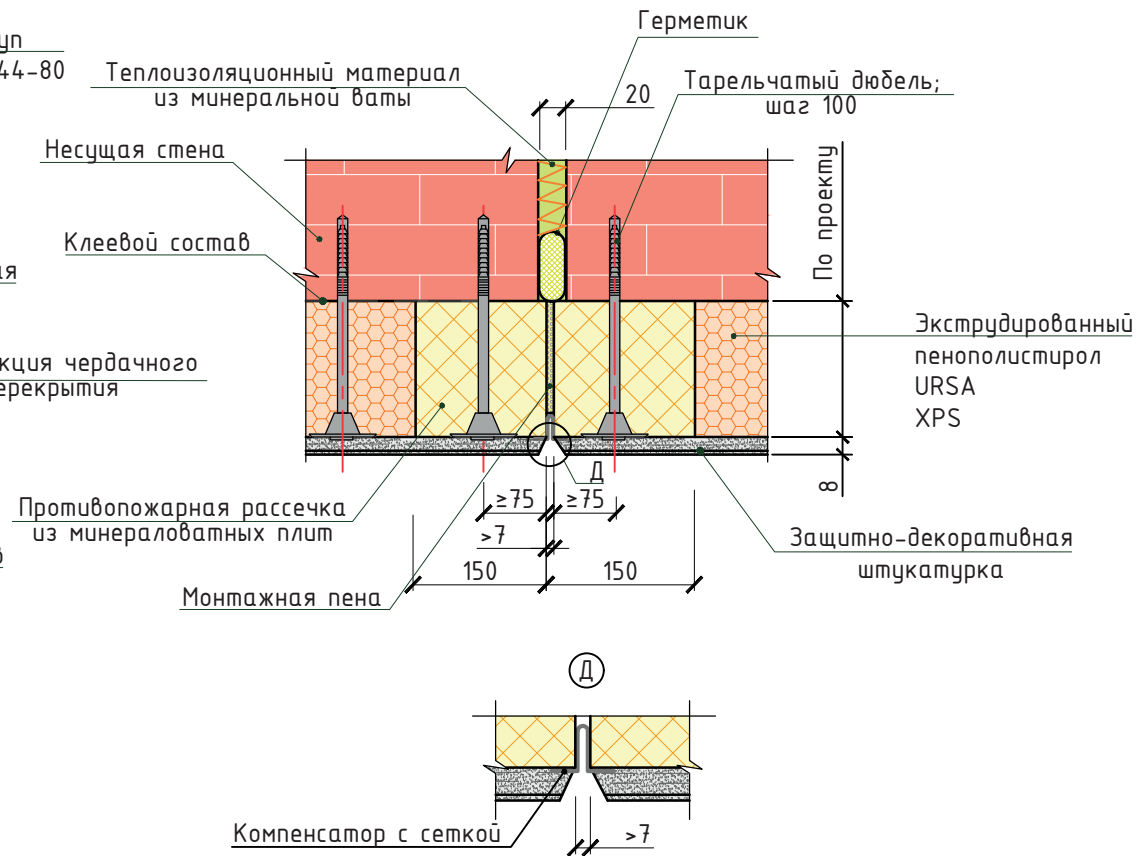 Герметик
44-80
Теплоизоляционный материал
из минеральной ваты
20
Тарельчатый дюбель;
шаг 100
Несущая стена
По проекту
Клеевой состав
Экструдированный
пенополистирол
URSA
XPS
чердачного
8
Д
≥75
≥75
Противопожарная рассечка
из минераловатных плит
>7
Защитно-декоративная
штукатурка
150
150
Монтажная пена
Д
Компенсатор с сеткой
>7